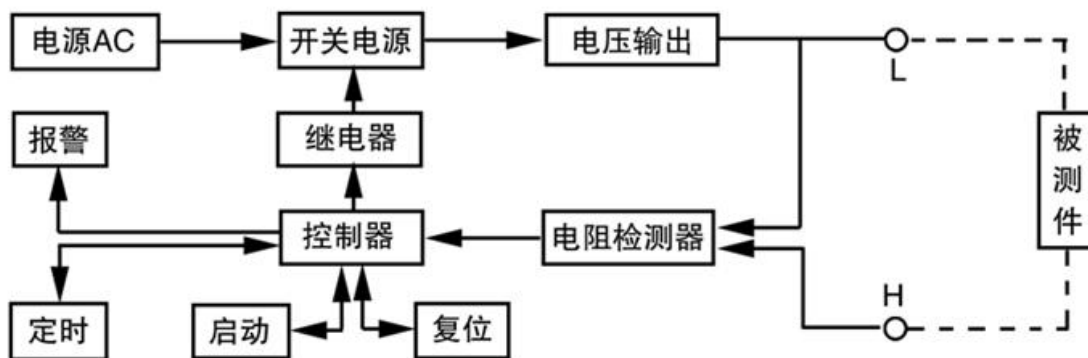 电源AC
开关电源
电压输出
L
报警
继电器
被测件
控制器
电阻检测器
H
定时
启动
复位